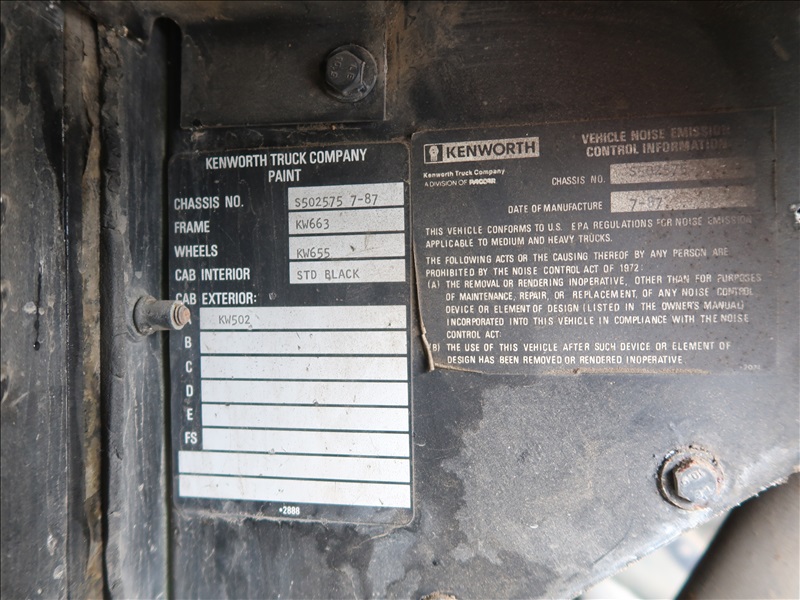 KENWORTH TRUCK COMPANY
PAINT
CHASSIS NO. S502575 7-87
FRAME KW663
WHEELS KW655
CAB INTERIOR STD BLACK
CAB EXTERIOR:
A KW502
B
C
D
E
FS
*2888
KENWORTH
Kenworth Truck Company
A DIVISION OF PACCAR
VEHICLE NOISE EMISSION
CONTROL INFORMATION
CHASSIS NO. S502575
DATE OF MANUFACTURE 7-87
THIS VEHICLE CONFORMS TO U.S. EPA REGULATIONS FOR NOISE EMISSION
APPLICABLE TO MEDIUM AND HEAVY TRUCKS.
THE FOLLOWING ACTS OR THE CAUSING THEREOF BY ANY PERSON ARE
PROHIBITED BY THE NOISE CONTROL ACT OF 1972:
(A) THE REMOVAL OR RENDERING INOPERATIVE, OTHER THAN FOR PURPOSES
OF MAINTENANCE, REPAIR, OR REPLACEMENT, OF ANY NOISE CONTROL
DEVICE OR ELEMENT OF DESIGN (LISTED IN THE OWNER'S MANUAL)
INCORPORATED INTO THIS VEHICLE IN COMPLIANCE WITH THE NOISE
CONTROL ACT:
(B) THE USE OF THIS VEHICLE AFTER SUCH DEVICE OR ELEMENT OF
DESIGN HAS BEEN REMOVED OR RENDERED INOPERATIVE